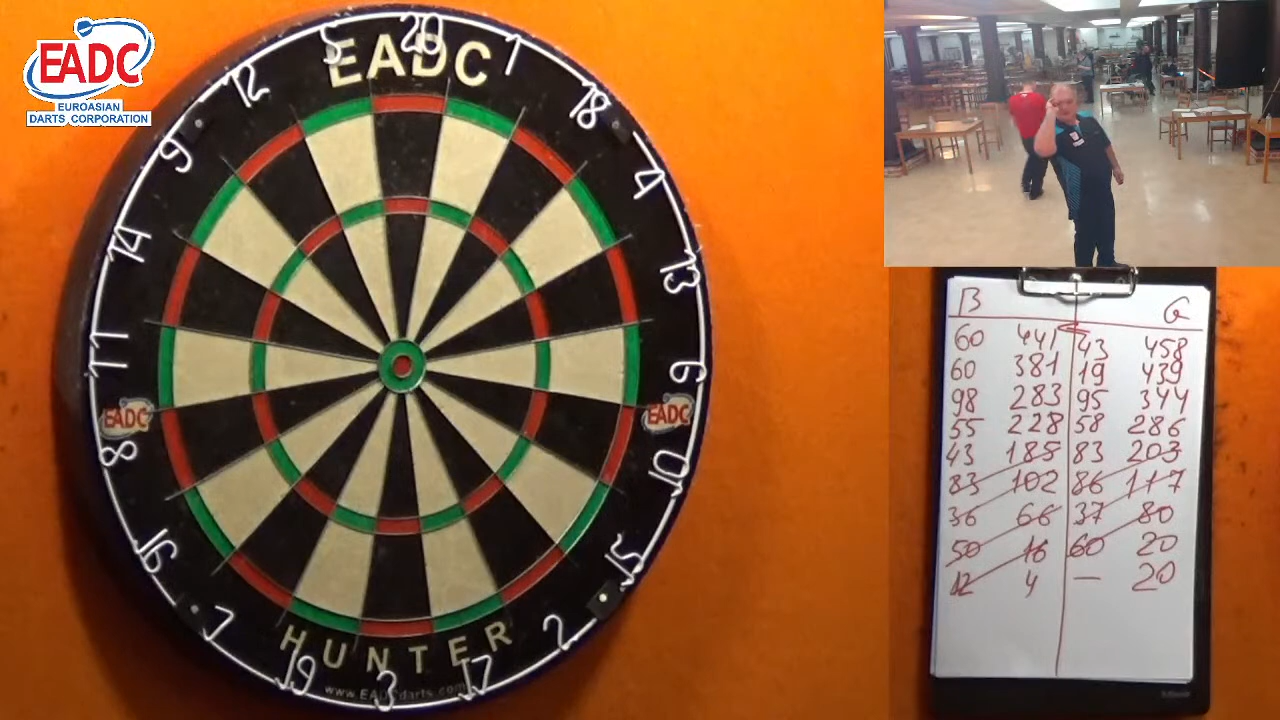 EADC
EUROASIAN
DARTS CORPORATION
EADC
20
1
18
4
13
6
10
15
2
17
3
19
7
16
8
11
14
9
12
5
EADC
EADC
HUNTER
www.EADCdarts.com
B G
60 441 43 458
60 381 19 439
98 283 95 344
55 228 58 286
43 185 83 203
83 102 86 117
36 66 37 80
50 16 60 20
12 4 — 20